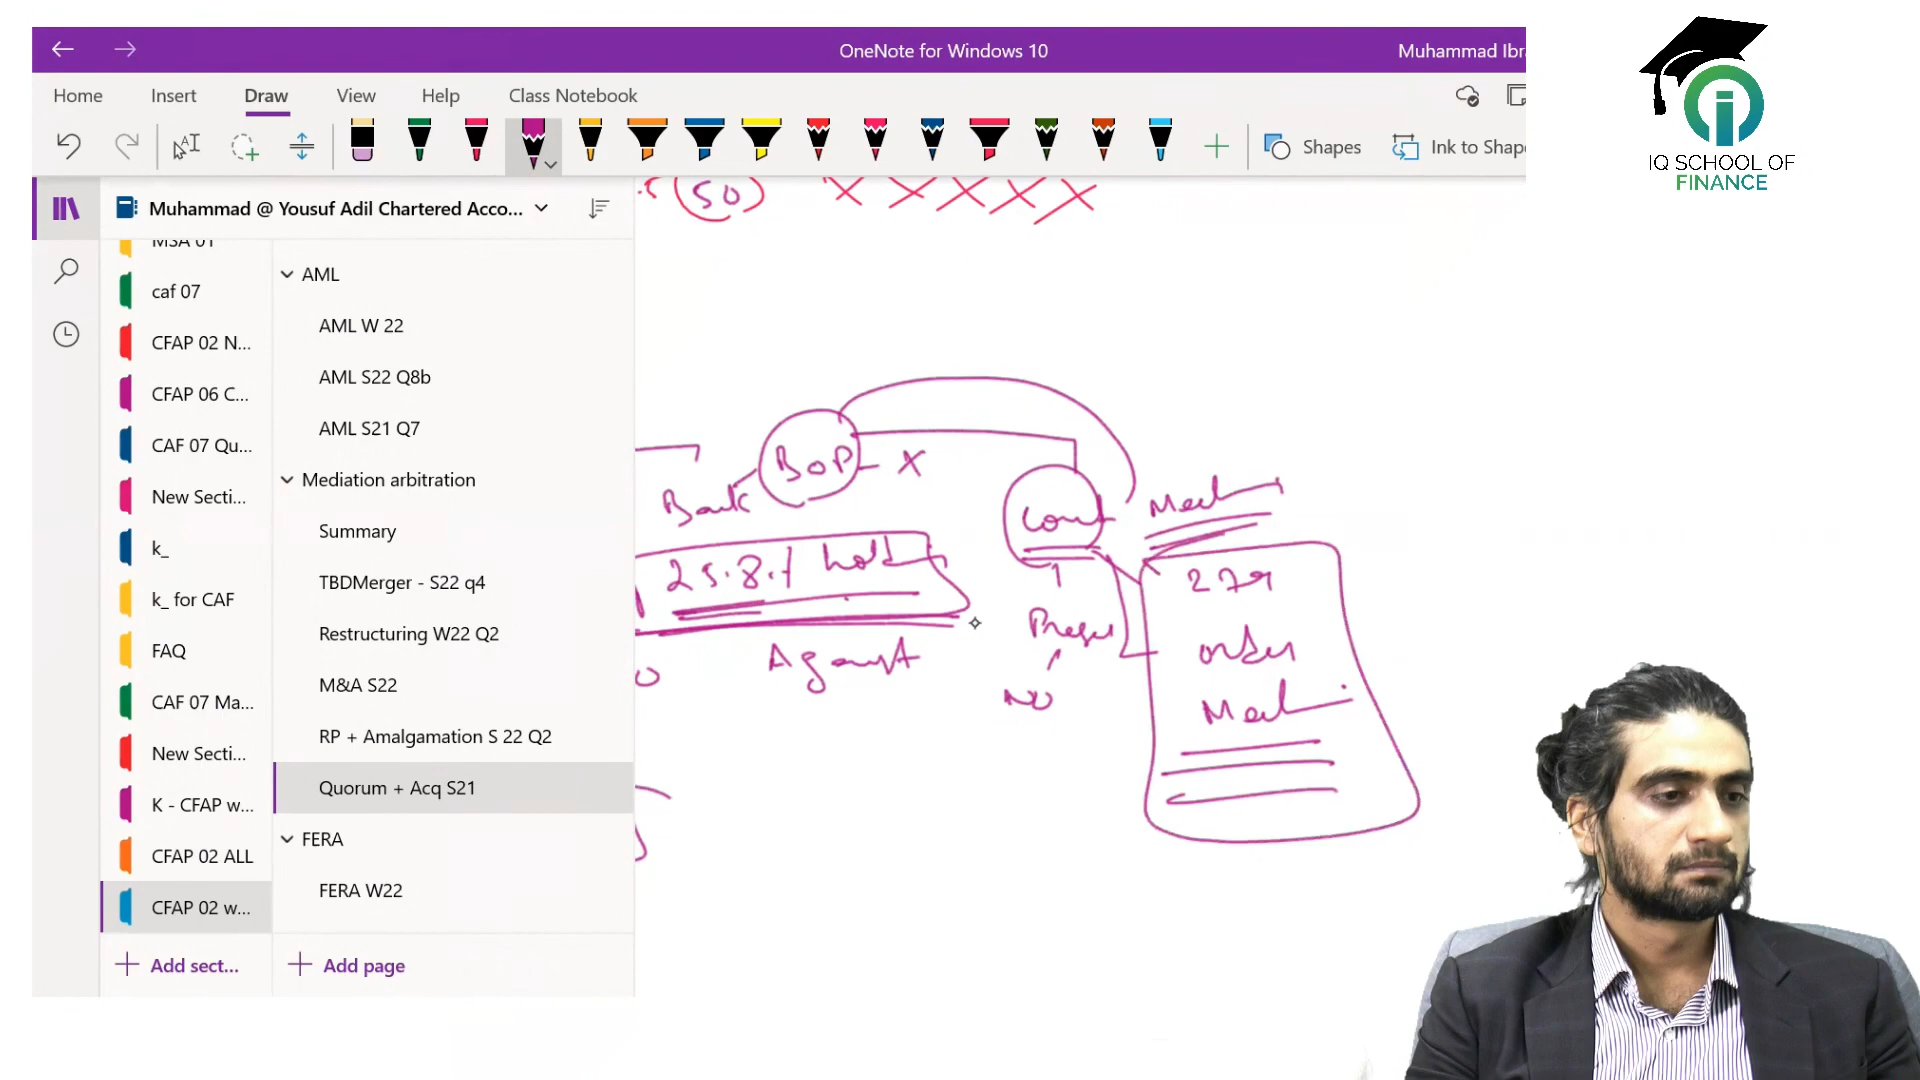 OneNote for Windows 10
Muhammad Ibr
IQ SCHOOL OF
FINANCE
Home Insert Draw View Help Class Notebook
Shapes Ink to Shap
Muhammad @ Yousuf Adil Chartered Acco...
MSA 01
caf 07
CFAP 02 N...
CFAP 06 C...
CAF 07 Qu...
New Secti...
k_
k_ for CAF
FAQ
CAF 07 Ma...
New Secti...
K - CFAP w...
CFAP 02 ALL
CFAP 02 w...
Add sect...
AML
AML W 22
AML S22 Q8b
AML S21 Q7
Mediation arbitration
Summary
TBDMerger - S22 q4
Restructuring W22 Q2
M&A S22
RP + Amalgamation S 22 Q2
Quorum + Acq S21
FERA
FERA W22
Add page
(50) X X X X X
BOP X
Bank
25.8.1 hold
Against
Court
NO
279
order